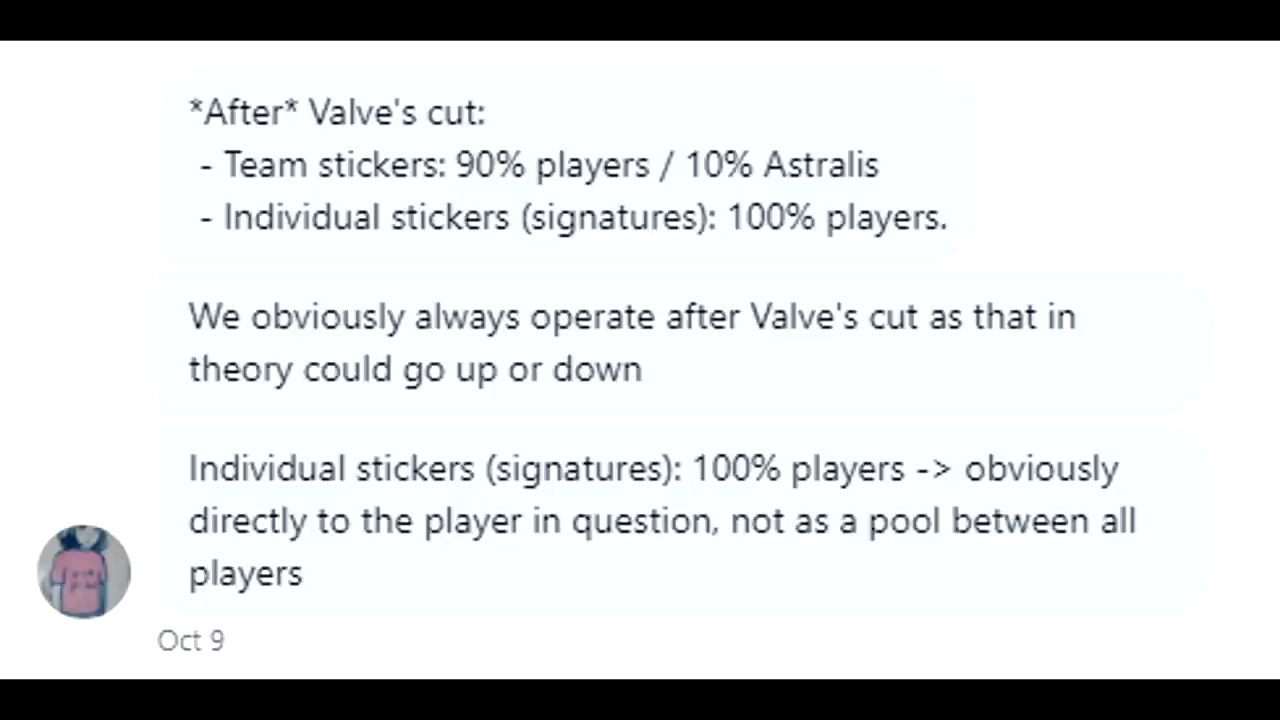 *After* Valve's cut:
- Team stickers: 90% players / 10% Astralis
- Individual stickers (signatures): 100% players.
We obviously always operate after Valve's cut as that in
theory could go up or down
Individual stickers (signatures): 100% players -> obviously
directly to the player in question, not as a pool between all
players
Oct 9